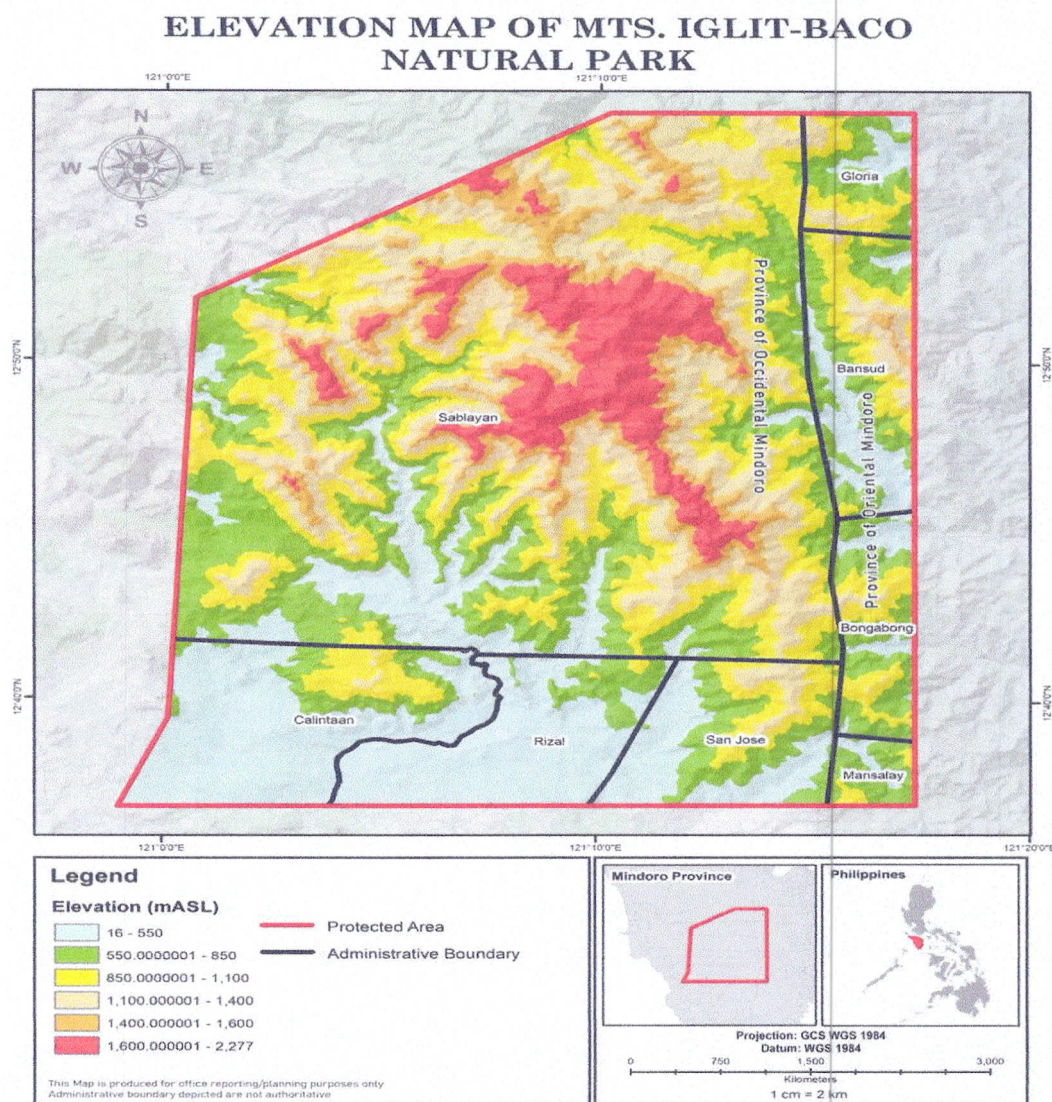 ELEVATION MAP OF MTS. IGLIT-BACO
NATURAL PARK
121°0'0"E
121°10'0"E
N
W
E
S
Gloria
Province of Occidental Mindoro
12°50'0"N
12°50'0"N
Bansud
Sablayan
Province of Oriental Mindoro
Bongabong
12°40'0"N
12°40'0"N
Calintaan
Rizal
San Jose
Mansalay
121°0'0"E
121°10'0"E
121°20'0"E
Legend
Elevation (mASL)
16 - 550
550.0000001 - 850
850.0000001 - 1,100
1,100.000001 - 1,400
1,400.000001 - 1,600
1,600.000001 - 2,277
Protected Area
Administrative Boundary
This Map is produced for office reporting/planning purposes only
Administrative boundary depicted are not authoritative
Mindoro Province
Philippines
Projection: GCS WGS 1984
Datum: WGS 1984
0 750 1,500 3,000
Kilometers
1 cm = 2 km